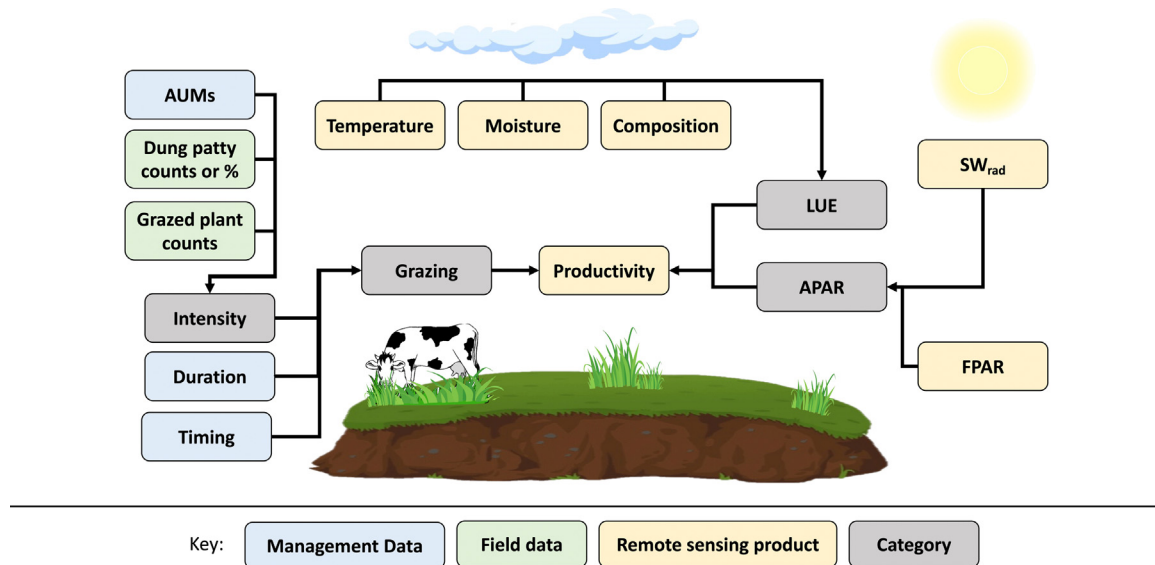 AUMs
Dung patty
counts or %
Grazed plant
counts
Intensity
Duration
Timing
Temperature
Moisture
Composition
Grazing
Productivity
LUE
APAR
SWrad
FPAR
Key:
Management Data
Field data
Remote sensing product
Category